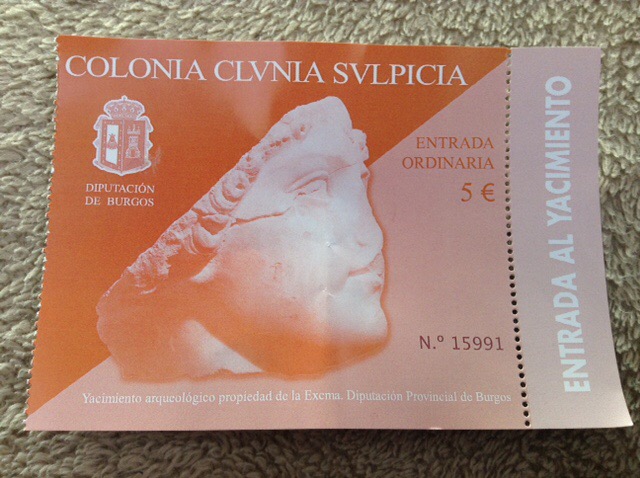 COLONIA CLVNIA SVLPICIA
DIPUTACIÓN
DE BURGOS
ENTRADA
ORDINARIA
5 €
N.º 15991
Yacimiento arqueológico propiedad de la Excma. Diputación Provincial de Burgos
ENTRADA AL YACIMIENTO